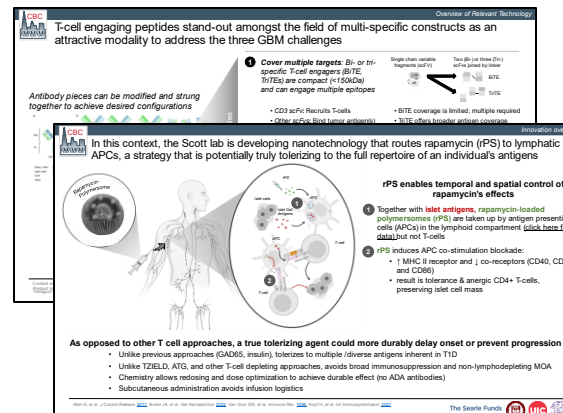 Overview of Relevant Technology
CBC
T-cell engaging peptides stand-out amongst the field of multi-specific constructs as an
attractive modality to address the three GBM challenges
Antibody pieces can be modified and strung
together to achieve desired configurations
1 Cover multiple targets: Bi- or tri-
specific T-cell engagers (BiTE,
TriTEs) are compact (<150kDa)
and can engage multiple epitopes
• CD3 scFv: Recruits T-cells
• Other scFvs: Bind tumor antigen(s)
Single chain variable
fragments (scFV)
Two (Bi-) or three (Tri-)
scFvs joined by linker
BiTE
TriTE
• BiTE coverage is limited; multiple required
• TriTE offers broader antigen coverage
Innovation over
CBC
In this context, the Scott lab is developing nanotechnology that routes rapamycin (rPS) to lymphatic
APCs, a strategy that is potentially truly tolerizing to the full repertoire of an individual's antigens
Rapamycin-
Polymersome
rPS
Islet cells
Islet Cell
Antigens
APC
1
APC
T-cell
2
T-cell
rPS enables temporal and spatial control of
rapamycin's effects
1 Together with islet antigens, rapamycin-loaded
polymersomes (rPS) are taken up by antigen presenti
cells (APCs) in the lymphoid compartment (click here f
data) but not T-cells
2 rPS induces APC co-stimulation blockade:
• ↑ MHC II receptor and ↓ co-receptors (CD40, CD
and CD86)
• result is tolerant & anergic CD4+ T-cells,
preserving islet cell mass
As opposed to other T cell approaches, a true tolerizing agent could more durably delay onset or prevent progression
• Unlike previous approaches (GAD65, insulin), tolerizes to multiple /diverse antigens inherent in T1D
• Unlike TZIELD, ATG, and other T-cell depleting approaches, avoids broad immunosuppression and non-lymphodepleting MOA
• Chemistry allows redosing and dose optimization to achieve durable effect (no ADA antibodies)
• Subcutaneous administration avoids infusion logistics
The Searle Funds
UIC